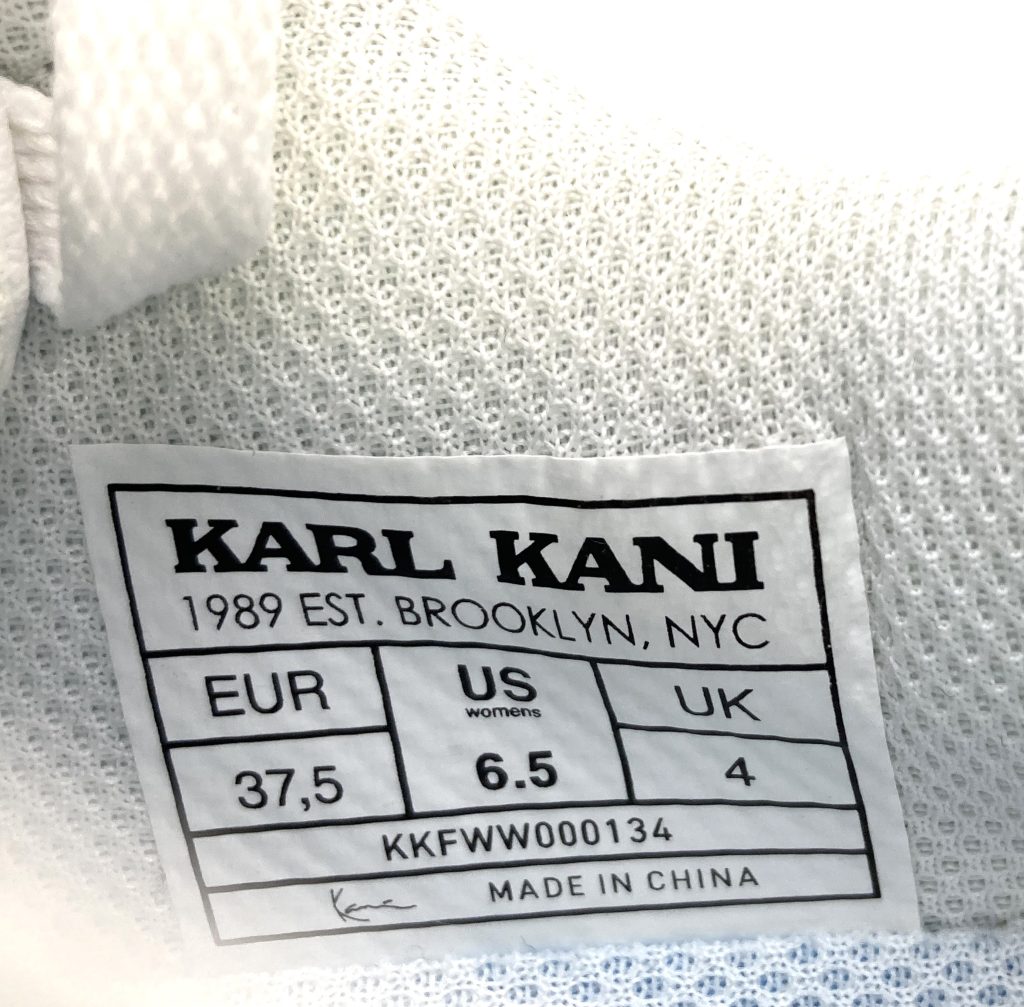 KARL KANI
1989 EST. BROOKLYN, NYC
EUR
37,5
US
womens
6.5
UK
4
KKFWW000134
Kani
MADE IN CHINA